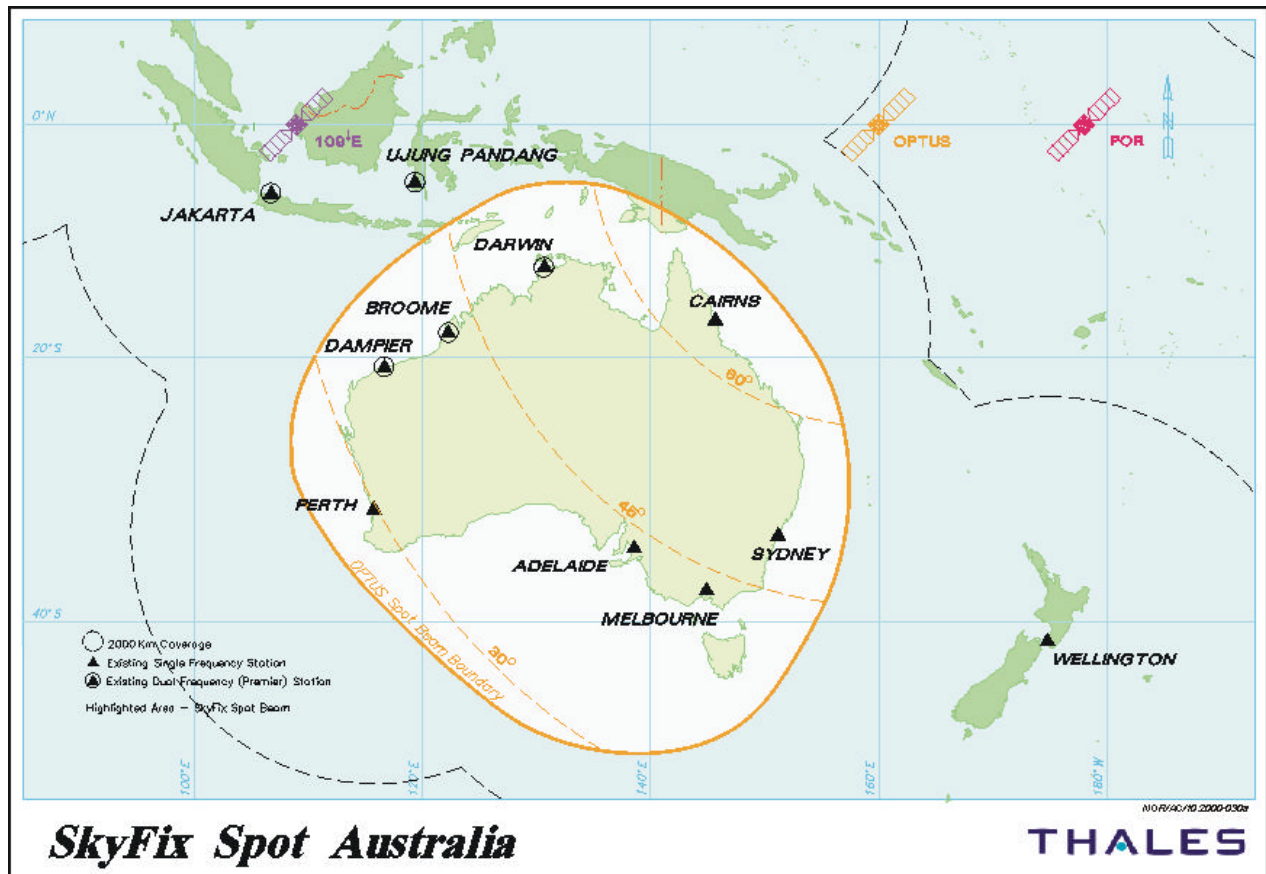 0°N
109°E
UJUNG PANDANG
JAKARTA
OPTUS
POR
N
DARWIN
BROOME
DAMPIER
CAIRNS
20°S
60°
PERTH
45°
ADELAIDE
SYDNEY
MELBOURNE
40°S
OPTUS Spot Beam Boundary
30°
WELLINGTON
2000 Km Coverage
Existing Single Frequency Station
Existing Dual Frequency (Premier) Station
Highlighted Area - SkyFix Spot Beam
100°E
120°E
140°E
160°E
180°W
SkyFix Spot Australia
THALES